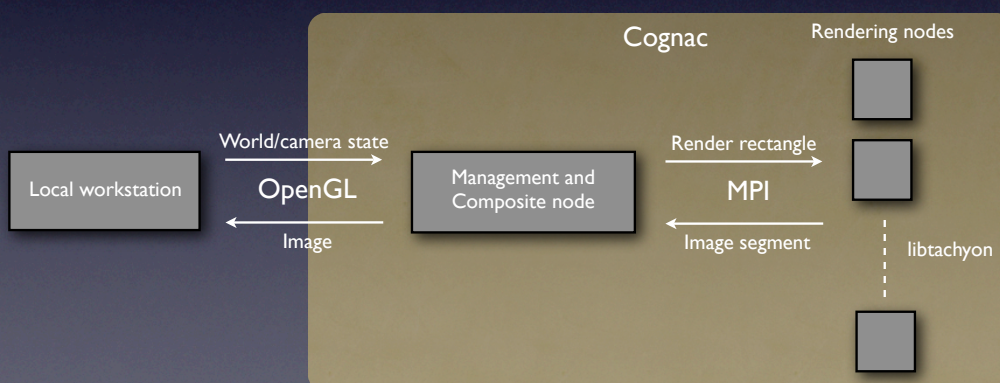 Cognac
Rendering nodes
World/camera state
Render rectangle
Local workstation
OpenGL
Management and
Composite node
MPI
Image
Image segment
libtachyon